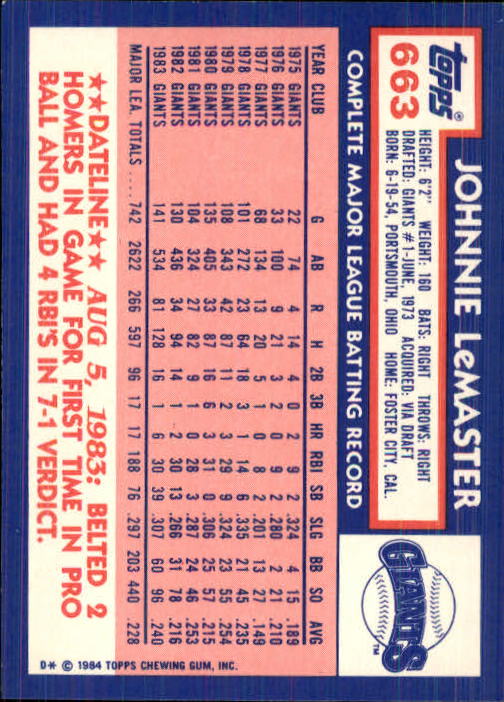 topps®
663
JOHNNIE LeMASTER
HEIGHT: 6'2" WEIGHT: 160 BATS: RIGHT THROWS: RIGHT
DRAFTED: GIANTS #1-JUNE, 1973 ACQUIRED: VIA DRAFT
BORN: 6-19-54, PORTSMOUTH, OHIO HOME: FOSTER CITY, CAL.
GIANTS
TM
COMPLETE MAJOR LEAGUE BATTING RECORD
YEAR CLUB G AB R H 2B 3B HR RBI SB SLG BB SO AVG
1975 GIANTS 22 74 4 14 4 0 2 9 2 .324 4 15 .189
1976 GIANTS 33 100 9 21 3 2 0 9 2 .280 2 21 .210
1977 GIANTS 68 134 13 20 5 1 0 8 2 .201 13 27 .149
1978 GIANTS 101 272 23 64 18 3 1 14 6 .335 21 45 .235
1979 GIANTS 108 343 42 87 11 2 3 29 9 .324 23 55 .254
1980 GIANTS 135 405 33 87 16 6 3 31 0 .306 25 57 .215
1981 GIANTS 104 324 27 82 9 1 0 28 3 .287 24 46 .253
1982 GIANTS 130 436 34 94 14 1 2 30 13 .266 31 78 .216
1983 GIANTS 141 534 81 128 16 1 6 30 39 .307 60 96 .240
MAJOR LEA. TOTALS .... 742 2622 266 597 96 17 17 188 76 .297 203 440 .228
★★DATELINE★★ AUG 5, 1983: BELTED 2
HOMERS IN GAME FOR FIRST TIME IN PRO
BALL AND HAD 4 RBI'S IN 7-1 VERDICT.
D* © 1984 TOPPS CHEWING GUM, INC.